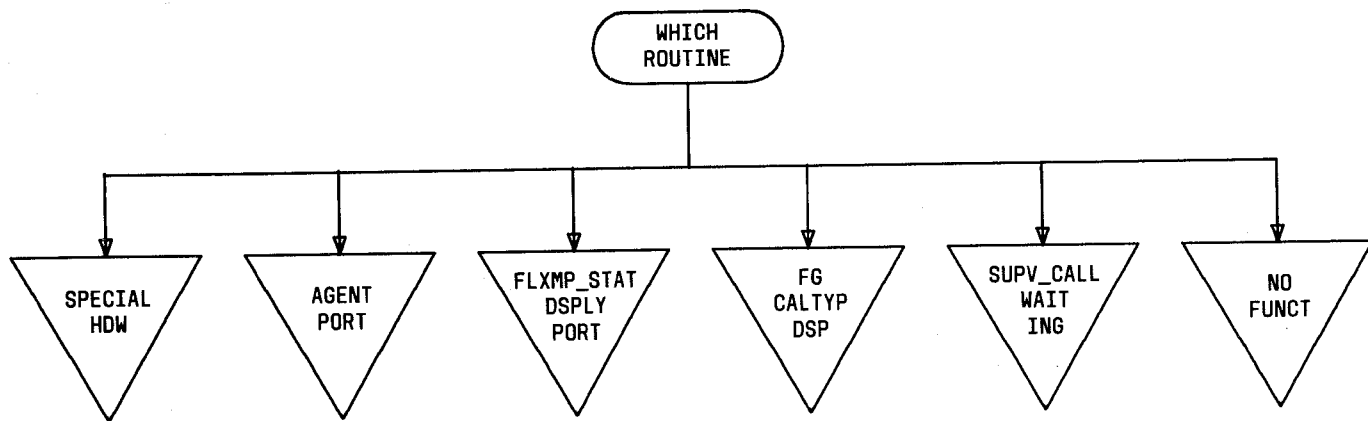 WHICH
ROUTINE
SPECIAL
HDW
AGENT
PORT
FLXMP_STAT
DSPLY
PORT
FG
CALTYP
DSP
SUPV_CALL
WAIT
ING
NO
FUNCT